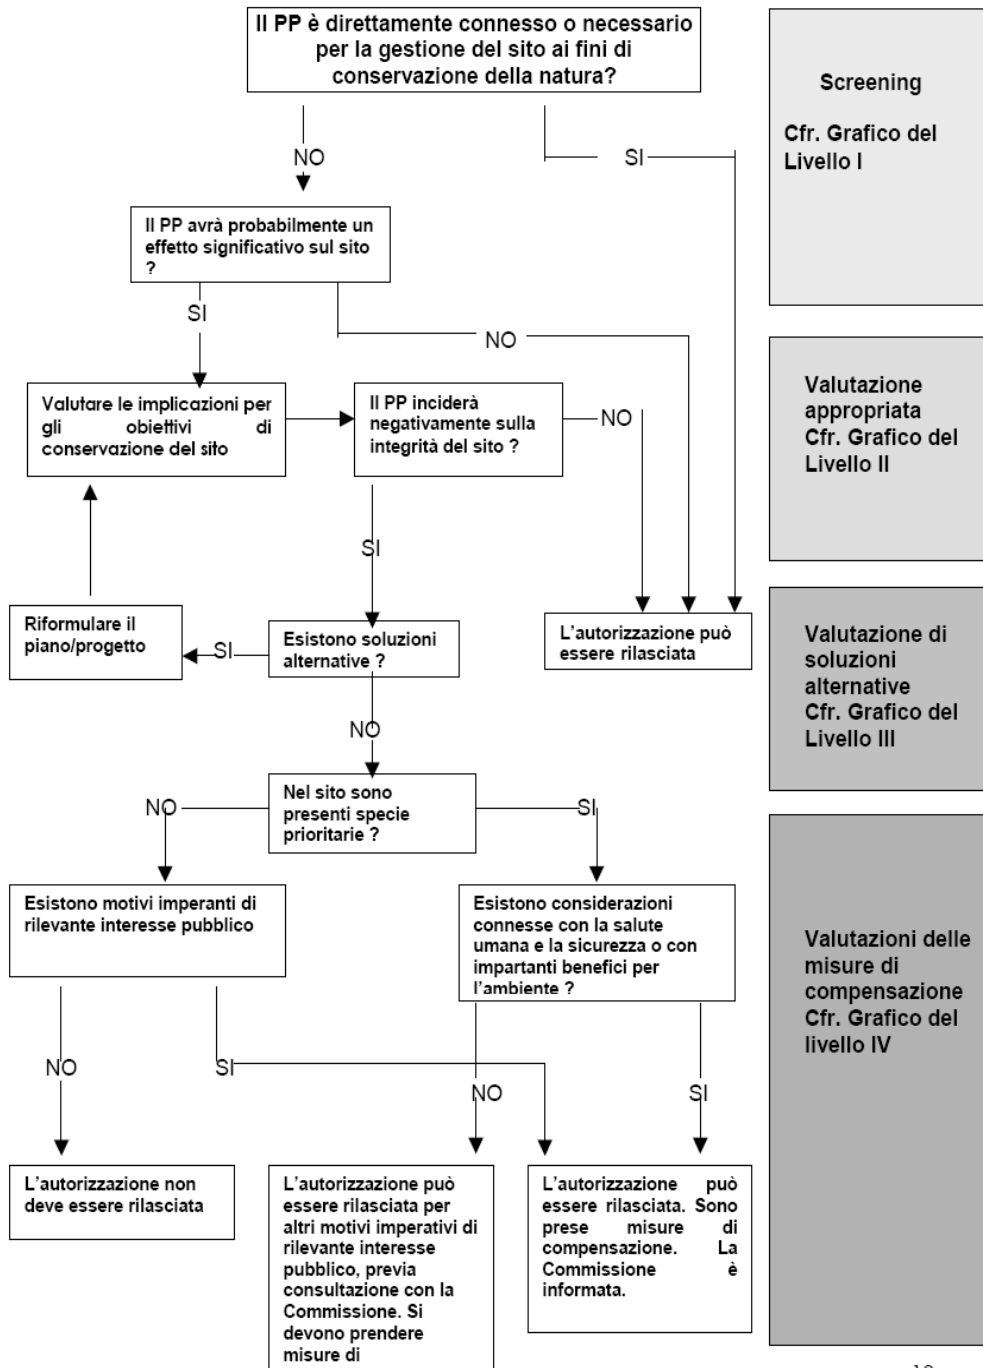 Il PP è direttamente connesso o necessario
per la gestione del sito ai fini di
conservazione della natura?
Screening
Cfr. Grafico del
Livello I
NO
SI
Il PP avrà probabilmente un
effetto significativo sul sito
?
SI
NO
Valutazione
appropriata
Cfr. Grafico del
Livello II
Valutare le implicazioni per
gli obiettivi di
conservazione del sito
Il PP inciderà
negativamente sulla
integrità del sito ?
NO
SI
Riformulare il
piano/progetto
SI
Esistono soluzioni
alternative ?
L'autorizzazione può
essere rilasciata
Valutazione di
soluzioni
alternative
Cfr. Grafico del
Livello III
NO
Nel sito sono
presenti specie
prioritarie ?
NO
SI
Esistono motivi imperanti di
rilevante interesse pubblico
Esistono considerazioni
connesse con la salute
umana e la sicurezza o con
impartanti benefici per
l'ambiente ?
Valutazioni delle
misure di
compensazione
Cfr. Grafico del
livello IV
NO
SI
NO
SI
L'autorizzazione non
deve essere rilasciata
L'autorizzazione può
essere rilasciata per
altri motivi imperativi di
rilevante interesse
pubblico, previa
consultazione con la
Commissione. Si
devono prendere
misure di
L'autorizzazione può
essere rilasciata. Sono
prese misure di
compensazione. La
Commissione è
informata.